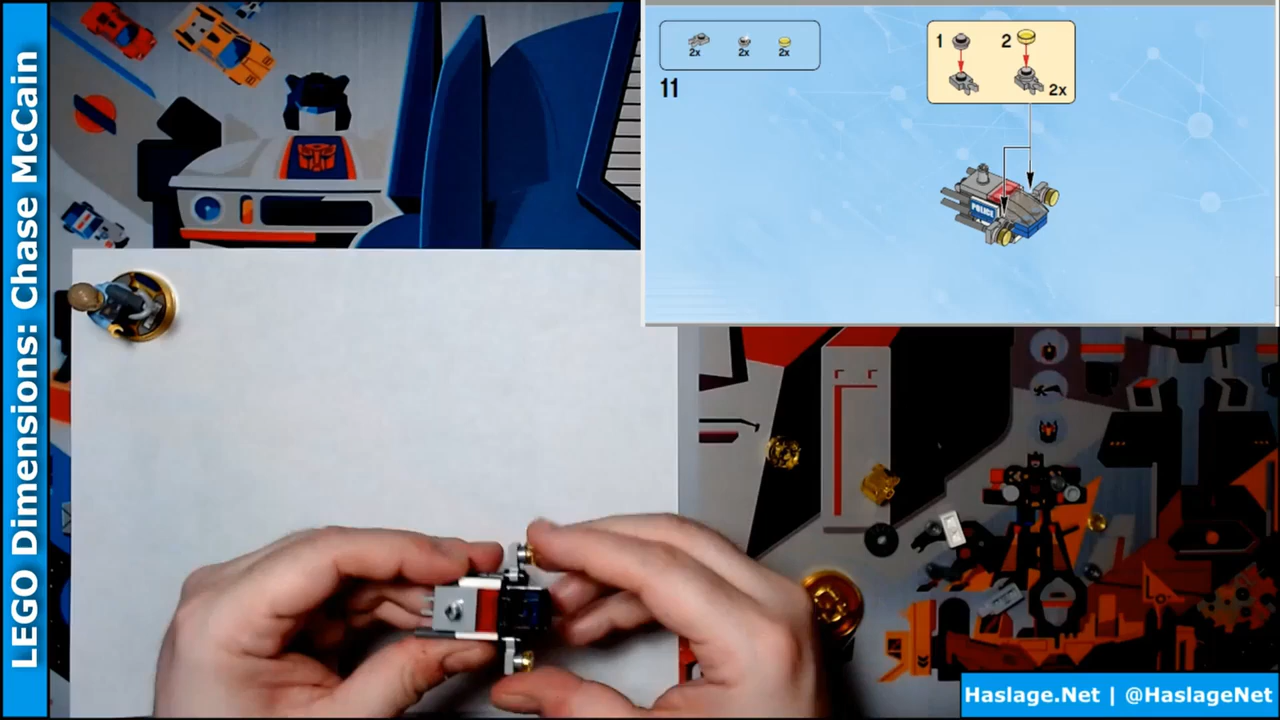 LEGO Dimensions: Chase McCain
2x 2x 2x
11
1 2
2x
POLICE
Haslage.Net | @HaslageNet